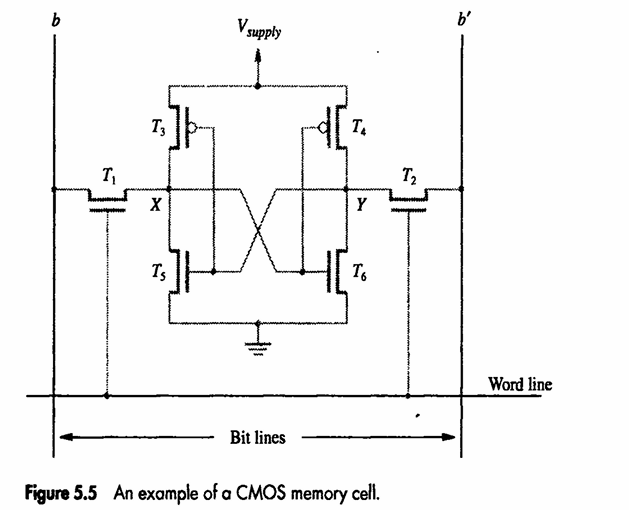 b
b′
Vsupply
T3
T4
T1
T2
X
Y
T5
T6
Word line
Bit lines
Figure 5.5 An example of a CMOS memory cell.